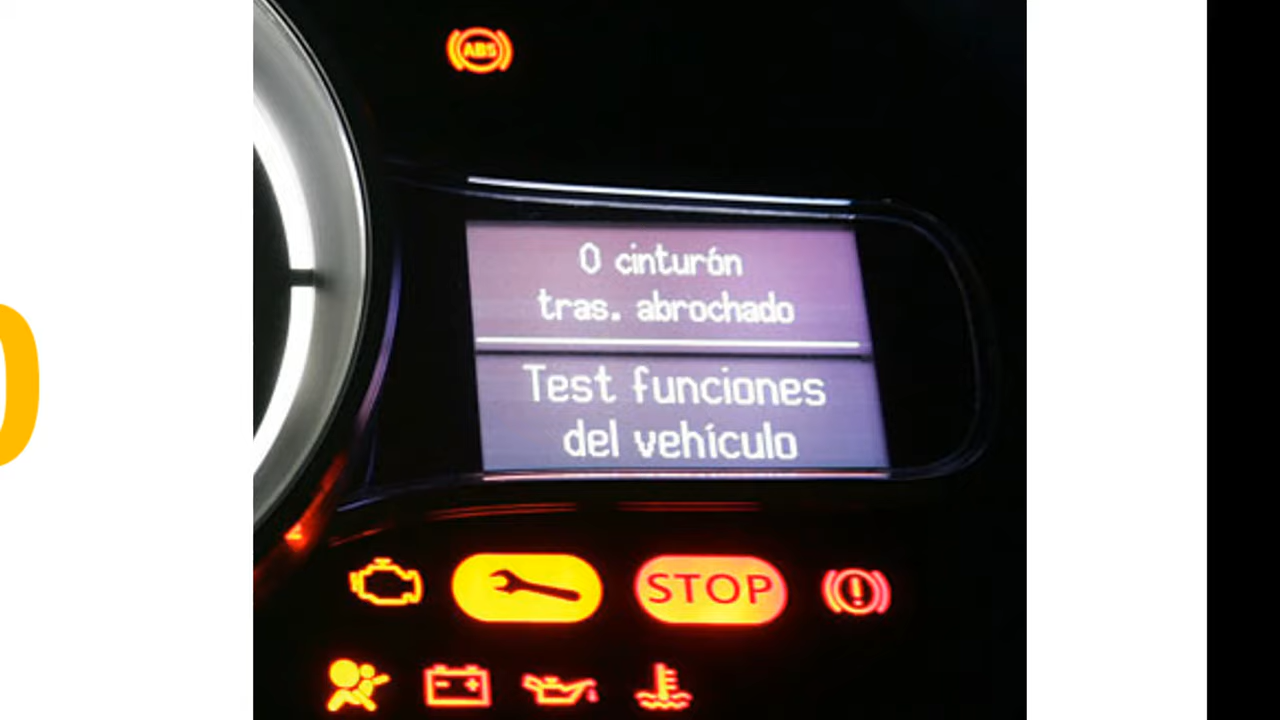 ABS
0 cinturón
tras. abrochado
Test funciones
del vehículo
STOP